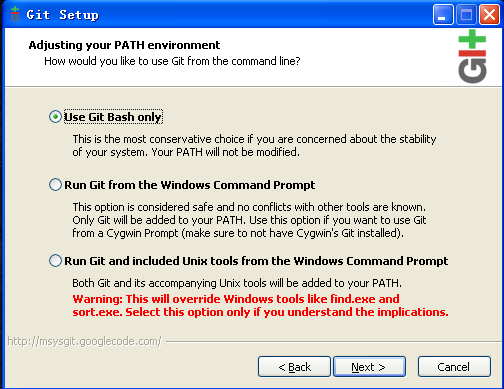 Git Setup
Adjusting your PATH environment
How would you like to use Git from the command line?
GIT
Use Git Bash only
This is the most conservative choice if you are concerned about the stability
of your system. Your PATH will not be modified.
Run Git from the Windows Command Prompt
This option is considered safe and no conflicts with other tools are known.
Only Git will be added to your PATH. Use this option if you want to use Git
from a Cygwin Prompt (make sure to not have Cygwin's Git installed).
Run Git and included Unix tools from the Windows Command Prompt
Both Git and its accompanying Unix tools will be added to your PATH.
Warning: This will override Windows tools like find.exe and
sort.exe. Select this option only if you understand the implications.
http://msysgit.googlecode.com/
< Back Next > Cancel